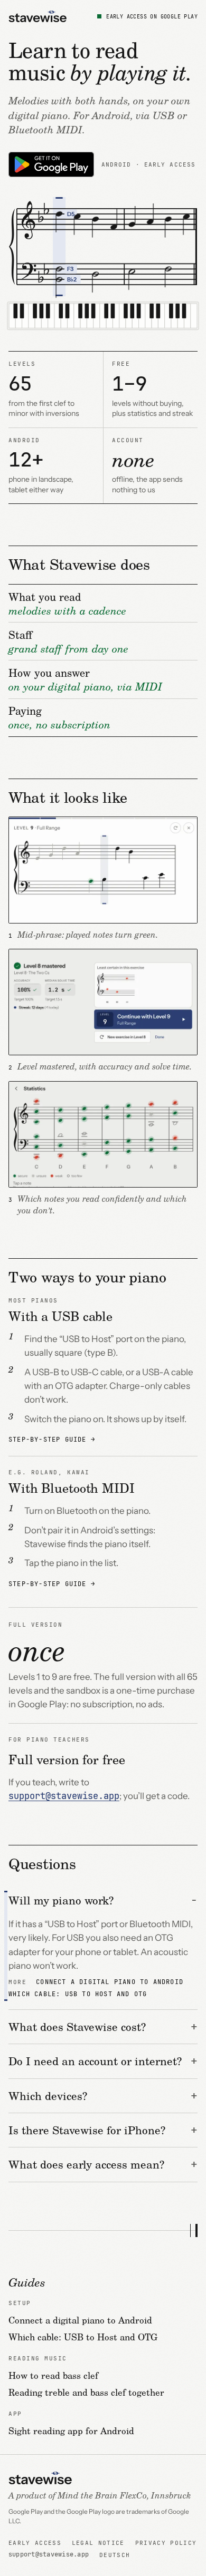 stavewise
EARLY ACCESS ON GOOGLE PLAY
Learn to read
music by playing it.
Melodies with both hands, on your own
digital piano. For Android, via USB or
Bluetooth MIDI.
GET IT ON
Google Play
ANDROID · EARLY ACCESS
D5
F3
B♭2
LEVELS
65
from the first clef to
minor with inversions
FREE
1–9
levels without buying,
plus statistics and streak
ANDROID
12+
phone in landscape,
tablet either way
ACCOUNT
none
offline, the app sends
nothing to us
What Stavewise does
What you read
melodies with a cadence
Staff
grand staff from day one
How you answer
on your digital piano, via MIDI
Paying
once, no subscription
What it looks like
LEVEL 9 · Full Range
1 Mid-phrase: played notes turn green.
Level 8 mastered
100%
1.2 s
Continue with Level 9
Full Range
LEVEL
9
2 Level mastered, with accuracy and solve time.
Statistics
C D E F G A B
3 Which notes you read confidently and which
you don't.
Two ways to your piano
MOST PIANOS
With a USB cable
1 Find the “USB to Host” port on the piano,
usually square (type B).
2 A USB-B to USB-C cable, or a USB-A cable
with an OTG adapter. Charge-only cables
don't work.
3 Switch the piano on. It shows up by itself.
STEP-BY-STEP GUIDE →
E.G. ROLAND, KAWAI
With Bluetooth MIDI
1 Turn on Bluetooth on the piano.
2 Don't pair it in Android's settings:
Stavewise finds the piano itself.
3 Tap the piano in the list.
STEP-BY-STEP GUIDE →
FULL VERSION
once
Levels 1 to 9 are free. The full version with all 65
levels and the sandbox is a one-time purchase
in Google Play: no subscription, no ads.
FOR PIANO TEACHERS
Full version for free
If you teach, write to
support@stavewise.app; you'll get a code.
Questions
Will my piano work? –
If it has a “USB to Host” port or Bluetooth MIDI,
very likely. For USB you also need an OTG
adapter for your phone or tablet. An acoustic
piano won't work.
MORE CONNECT A DIGITAL PIANO TO ANDROID
WHICH CABLE: USB TO HOST AND OTG
What does Stavewise cost? +
Do I need an account or internet? +
Which devices? +
Is there Stavewise for iPhone? +
What does early access mean? +
Guides
SETUP
Connect a digital piano to Android
Which cable: USB to Host and OTG
READING MUSIC
How to read bass clef
Reading treble and bass clef together
APP
Sight reading app for Android
stavewise
A product of Mind the Brain FlexCo, Innsbruck
Google Play and the Google Play logo are trademarks of Google
LLC.
EARLY ACCESS LEGAL NOTICE PRIVACY POLICY
support@stavewise.app DEUTSCH